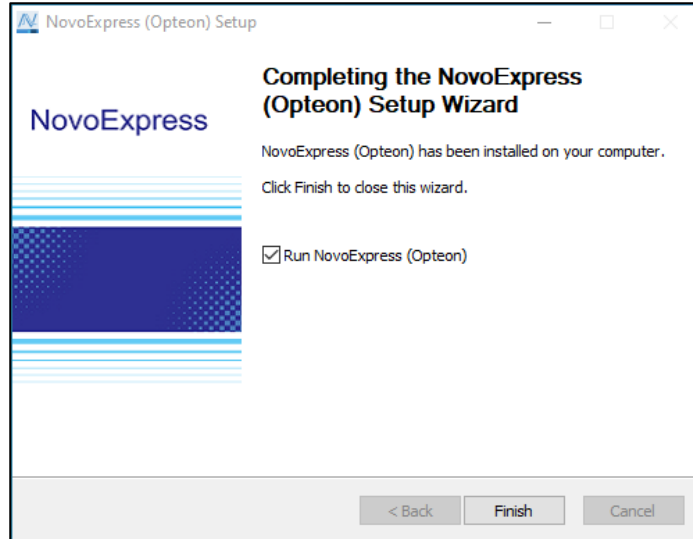 NovoExpress (Opteon) Setup
NovoExpress
Completing the NovoExpress
(Opteon) Setup Wizard
NovoExpress (Opteon) has been installed on your computer.
Click Finish to close this wizard.
Run NovoExpress (Opteon)
< Back
Finish
Cancel